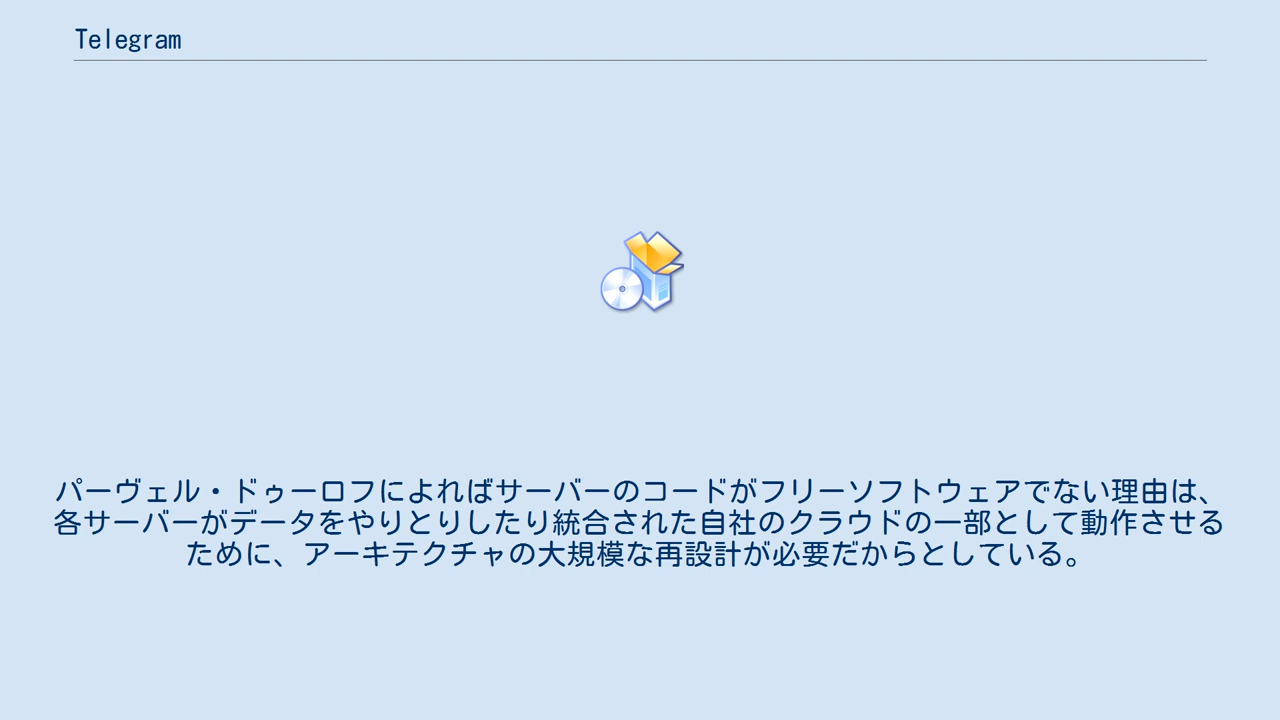 Telegram
パーヴェル・ドゥーロフによればサーバーのコードがフリーソフトウェアでない理由は、
各サーバーがデータをやりとりしたり統合された自社のクラウドの一部として動作させる
ために、アーキテクチャの大規模な再設計が必要だからとしている。